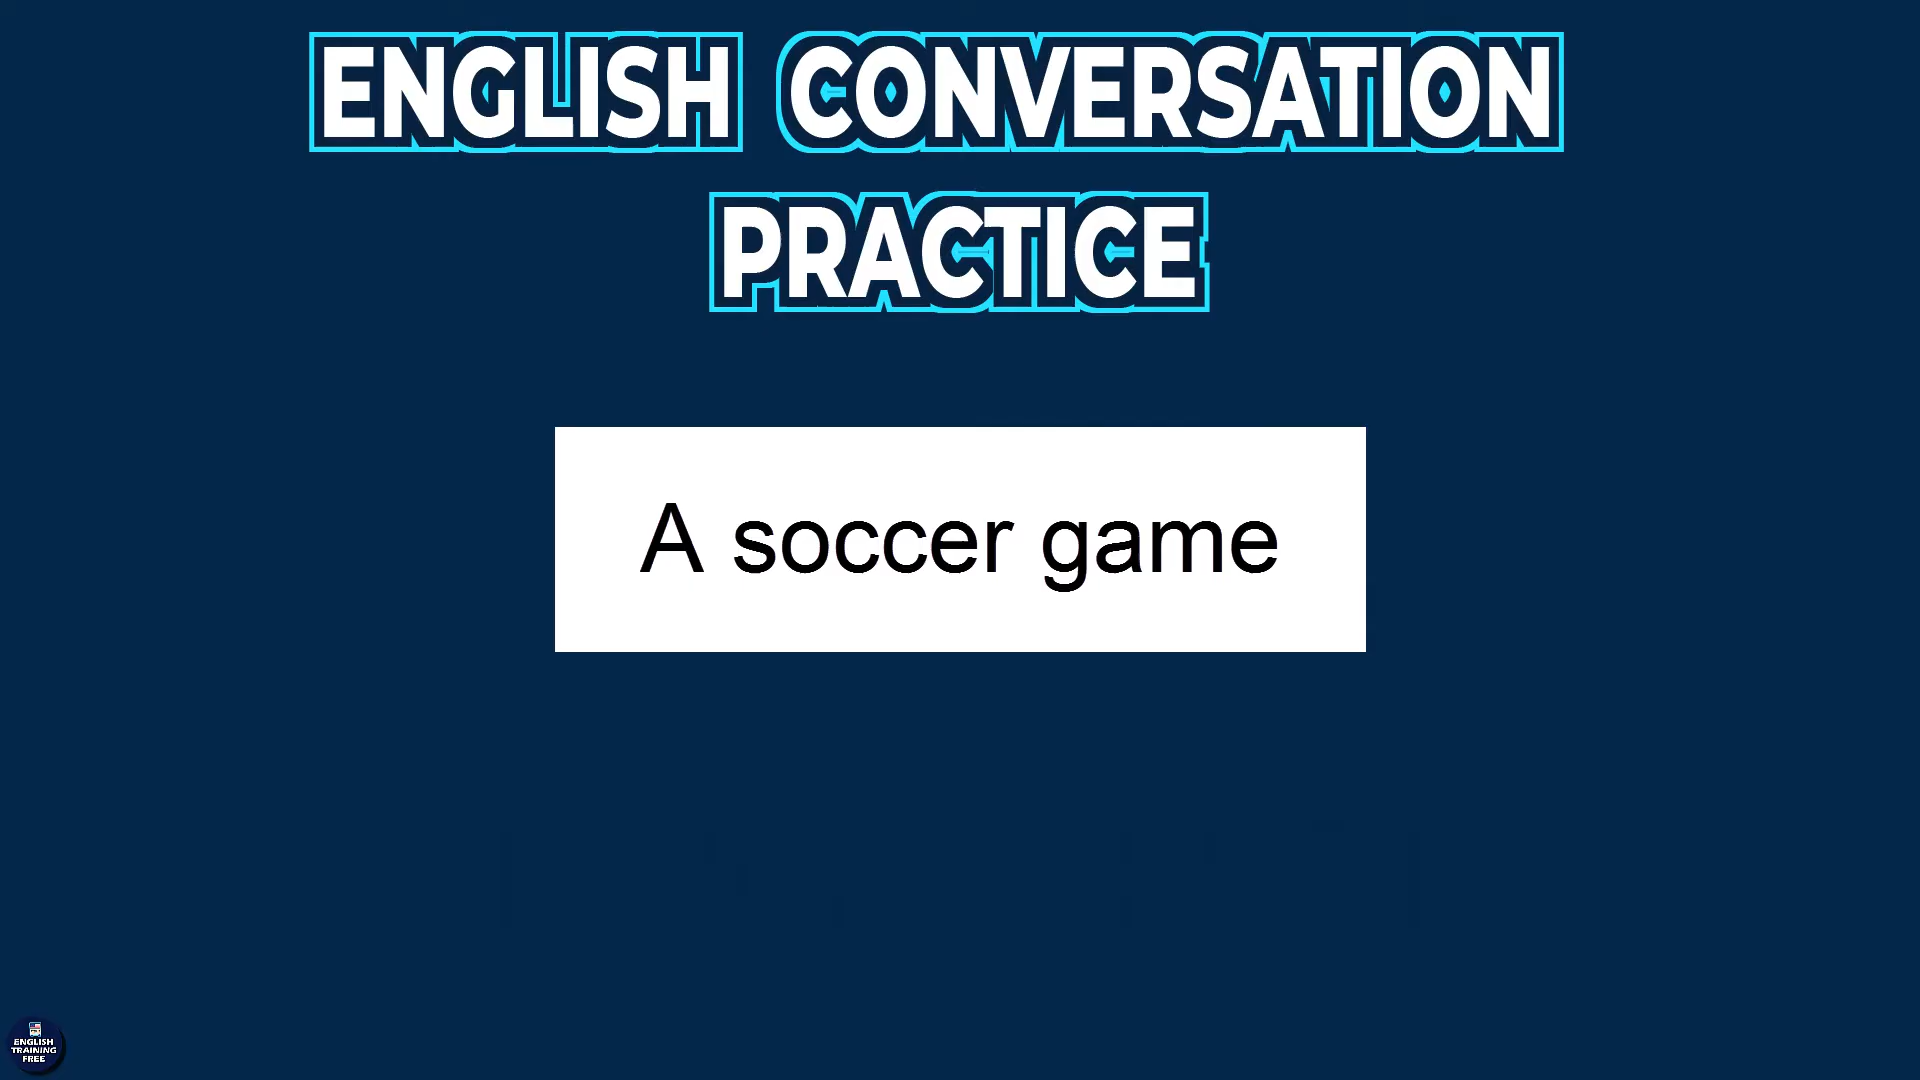 ENGLISH CONVERSATION
PRACTICE
A soccer game
ENGLISH
TRAINING
FREE